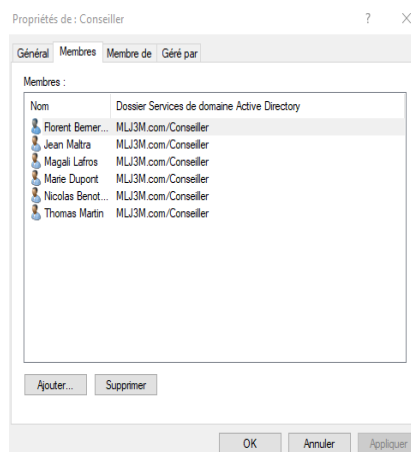 Propriétés de : Conseiller ? X
Général Membres Membre de Géré par
Membres :
Nom Dossier Services de domaine Active Directory
Florent Berner... MLJ3M.com/Conseiller
Jean Maltra MLJ3M.com/Conseiller
Magali Lafros MLJ3M.com/Conseiller
Marie Dupont MLJ3M.com/Conseiller
Nicolas Benot... MLJ3M.com/Conseiller
Thomas Martin MLJ3M.com/Conseiller
Ajouter... Supprimer
OK Annuler Appliquer